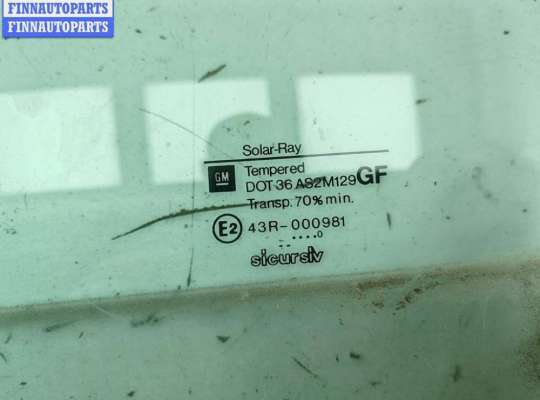 FINNAUTOPARTS
FINNAUTOPARTS
Solar-Ray
GM Tempered
DOT 36 AS2M129 GF
Transp. 70% min.
E2 43R-000981
sicursiv